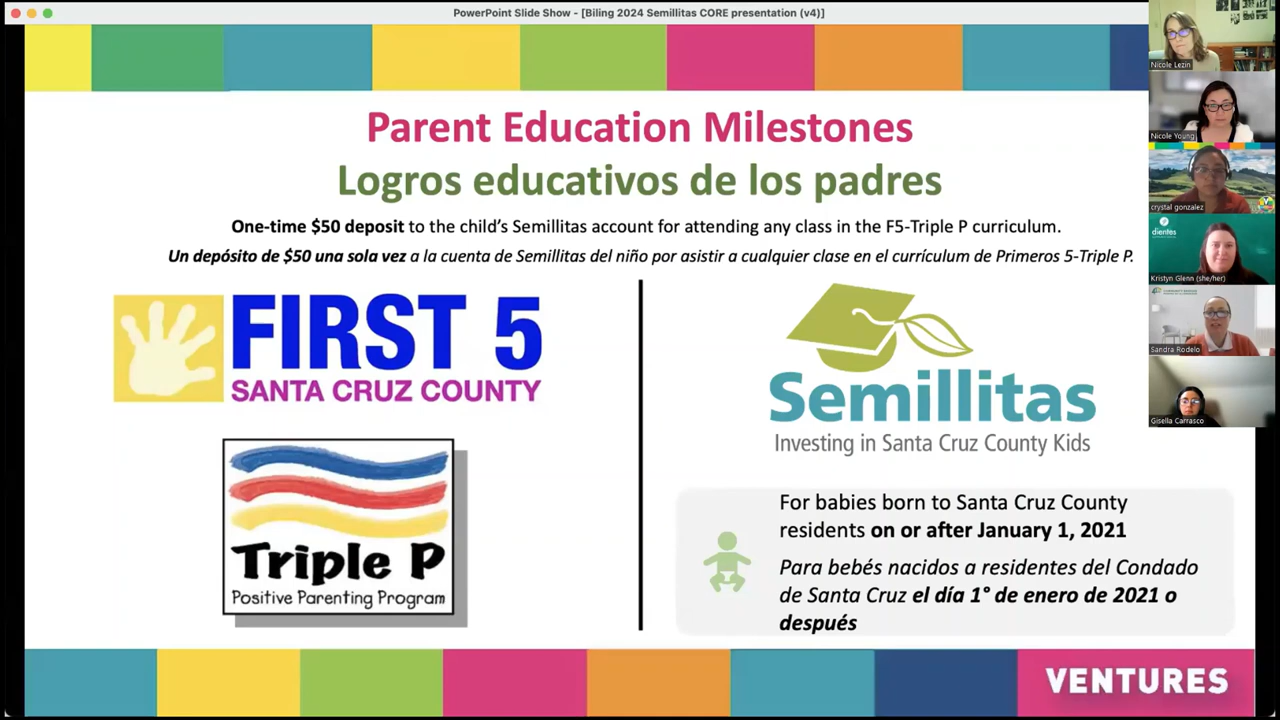 PowerPoint Slide Show - [Biling 2024 Semillitas CORE presentation (v4)]
Parent Education Milestones
Logros educativos de los padres
One-time $50 deposit to the child's Semillitas account for attending any class in the F5-Triple P curriculum.
Un depósito de $50 una sola vez a la cuenta de Semillitas del niño por asistir a cualquier clase en el currículum de Primeros 5-Triple P.
FIRST 5
SANTA CRUZ COUNTY
Triple P
Positive Parenting Program
Semillitas
Investing in Santa Cruz County Kids
For babies born to Santa Cruz County
residents on or after January 1, 2021
Para bebés nacidos a residentes del Condado
de Santa Cruz el día 1° de enero de 2021 o
después
VENTURES
Nicole Lezin
Nicole Young
crystal gonzalez
dientes
Kristyn Glenn (she/her)
Sandra Rodelo
Gisella Carrasco